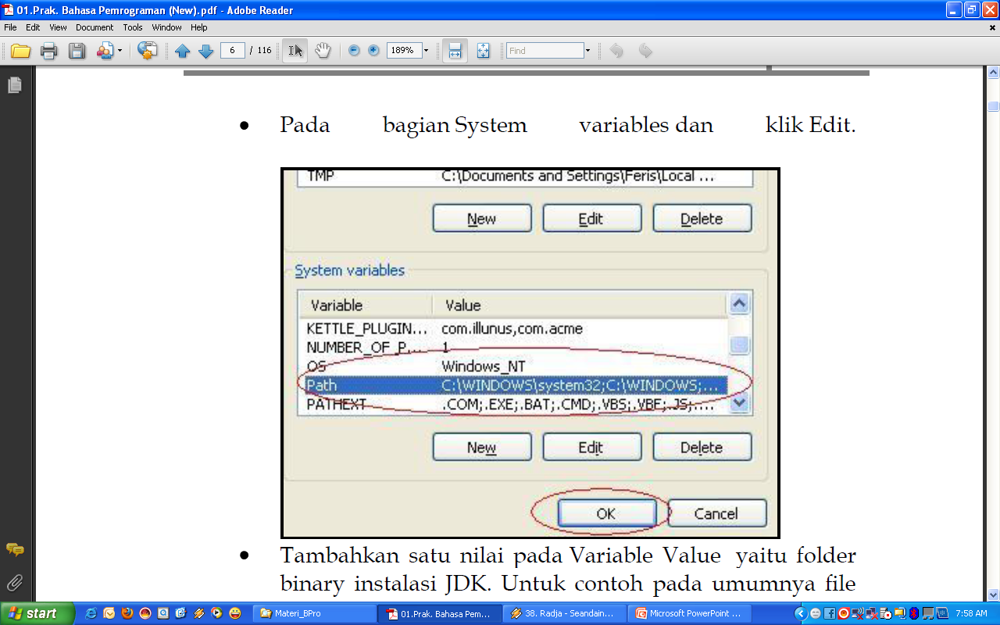 01.Prak. Bahasa Pemrograman (New).pdf - Adobe Reader
File Edit View Document Tools Window Help
6 / 116 189% Find
• Pada bagian System variables dan klik Edit.
TMP C:\Documents and Settings\Feris\Local ...
New Edit Delete
System variables
Variable Value
KETTLE_PLUGIN... com.illunus,com.acme
NUMBER_OF_P... 1
OS Windows_NT
Path C:\WINDOWS\system32;C:\WINDOWS;...
PATHEXT .COM;.EXE;.BAT;.CMD;.VBS;.VBE;.JS;....
New Edit Delete
OK Cancel
• Tambahkan satu nilai pada Variable Value yaitu folder
binary instalasi JDK. Untuk contoh pada umumnya file
start Materi_BPro 01.Prak. Bahasa Pem... 38. Radja - Seandain... Microsoft PowerPoint ... 7:58 AM